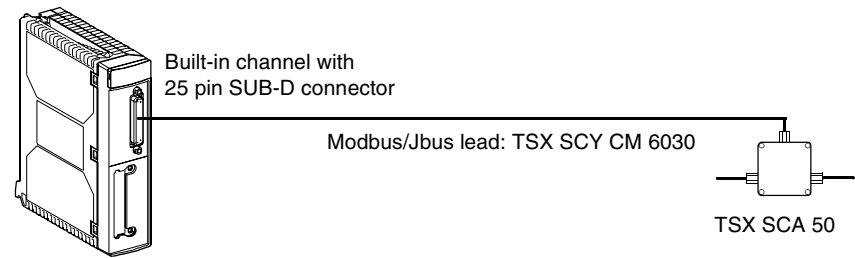 Built-in channel with
25 pin SUB-D connector
Modbus/Jbus lead: TSX SCY CM 6030
TSX SCA 50